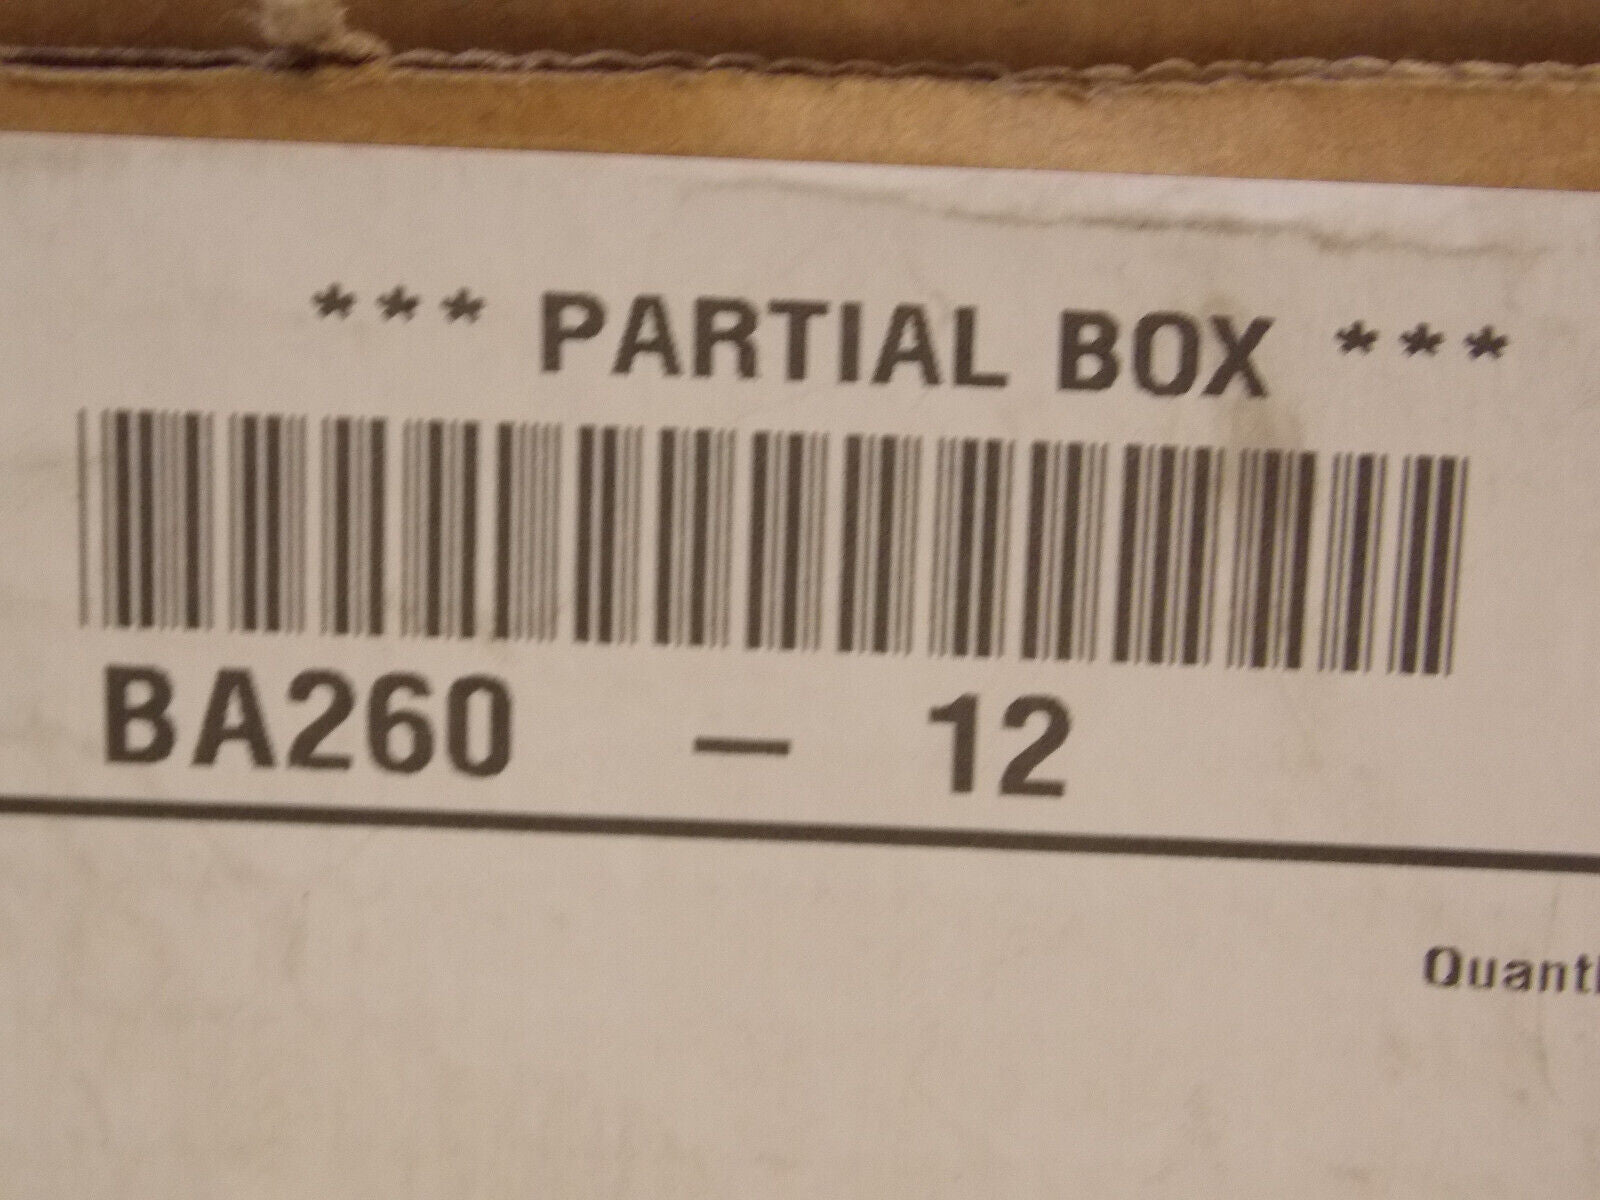 *** PARTIAL BOX ***
BA260 — 12